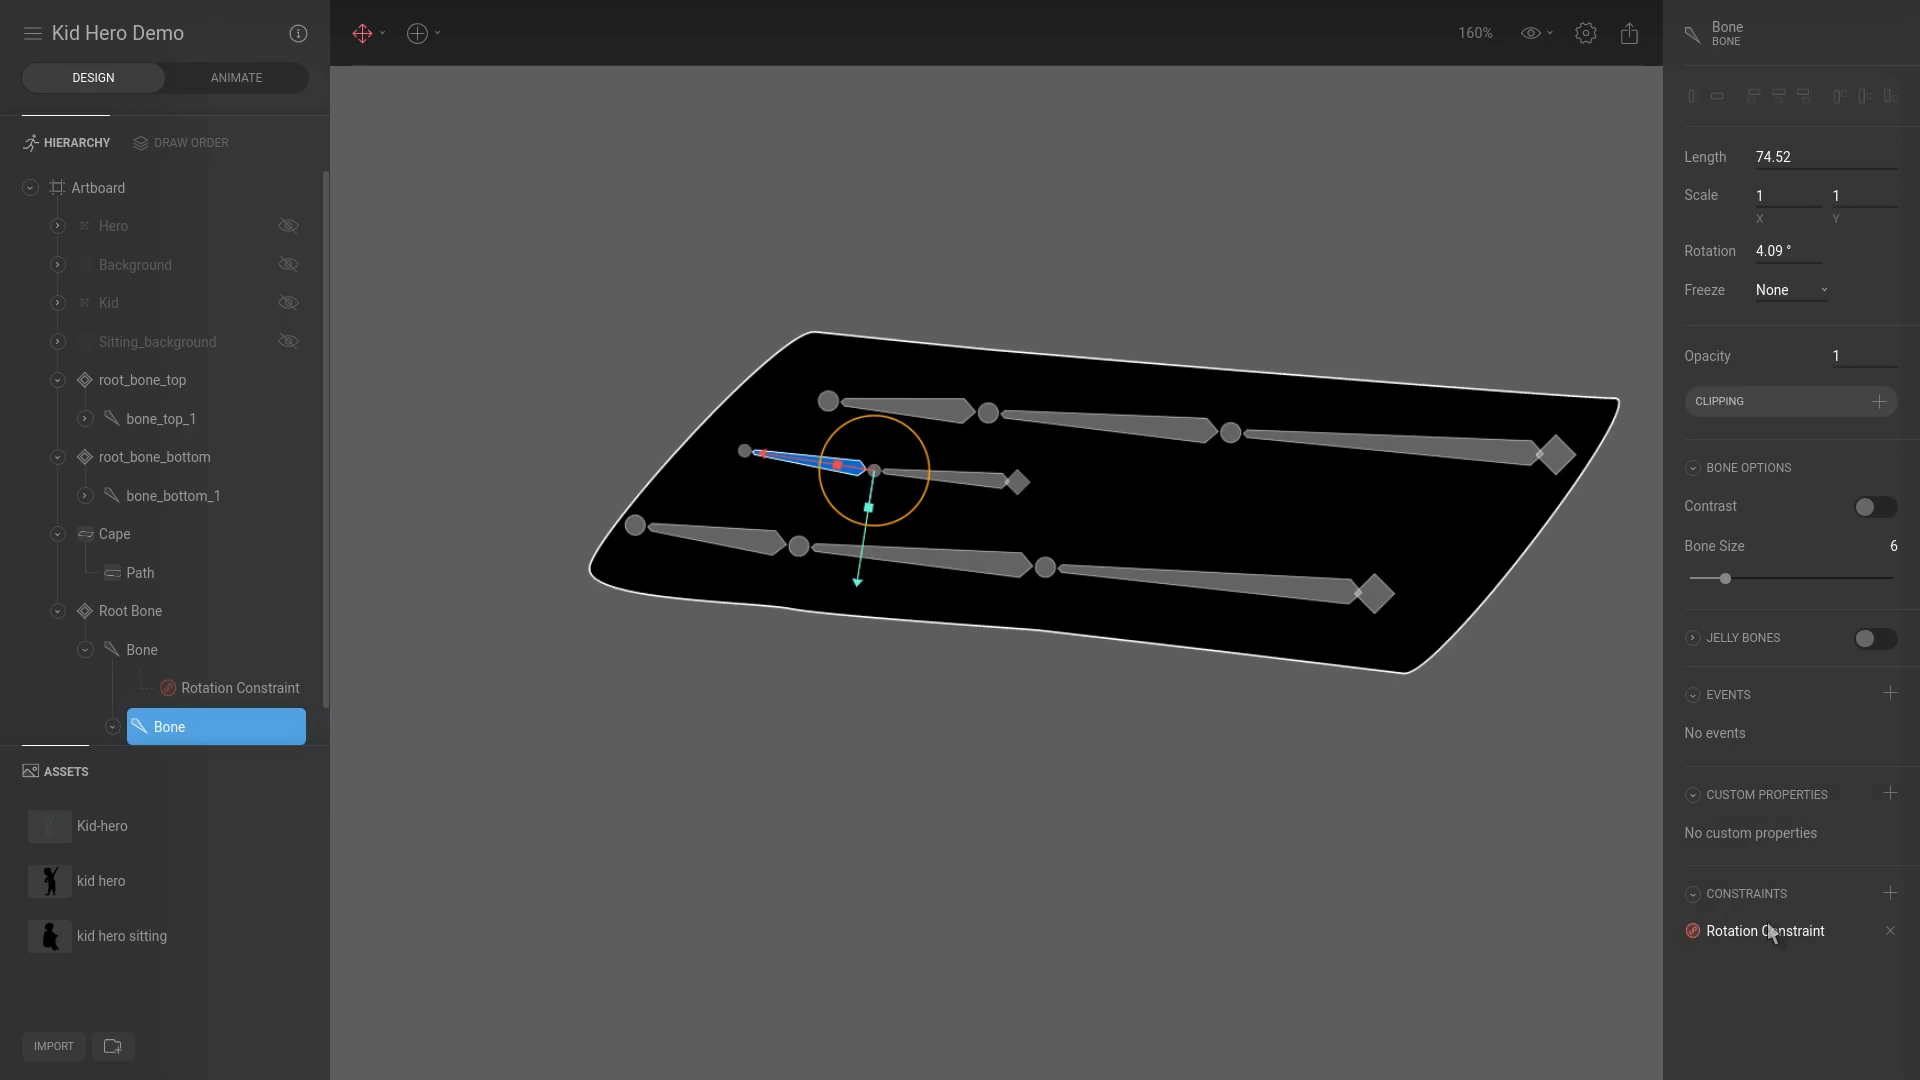 Kid Hero Demo
DESIGN
ANIMATE
HIERARCHY
DRAW ORDER
Artboard
Hero
Background
Kid
Sitting_background
root_bone_top
bone_top_1
root_bone_bottom
bone_bottom_1
Cape
Path
Root Bone
Bone
Rotation Constraint
Bone
ASSETS
Kid-hero
kid hero
kid hero sitting
IMPORT
160%
Bone
BONE
Length 74.52
Scale 1 1
X Y
Rotation 4.09 °
Freeze None
Opacity 1
CLIPPING
BONE OPTIONS
Contrast
Bone Size 6
JELLY BONES
EVENTS
No events
CUSTOM PROPERTIES
No custom properties
CONSTRAINTS
Rotation Constraint